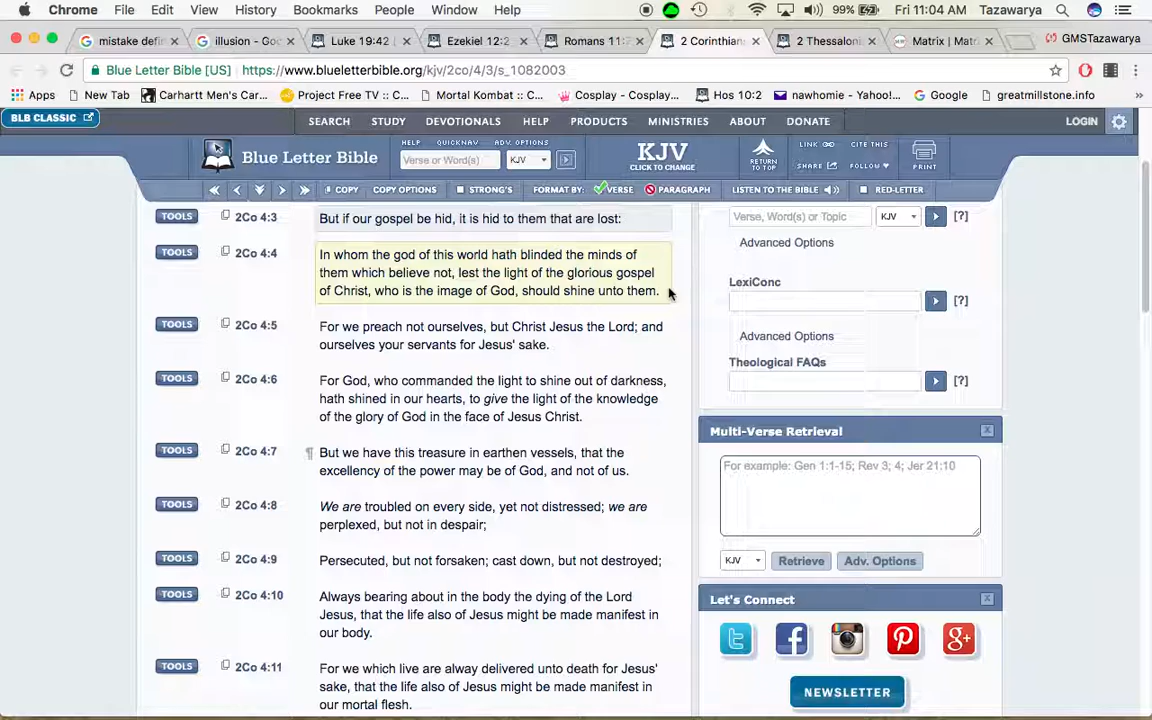 Chrome File Edit View History Bookmarks People Window Help 99% Fri 11:04 AM Tazawarya
mistake defin illusion - Goo Luke 19:42 ( Ezekiel 12:2 Romans 11:7 2 Corinthian 2 Thessaloni Matrix | Matr GMSTazawarya
Blue Letter Bible [US] https://www.blueletterbible.org/kjv/2co/4/3/s_1082003
Apps New Tab Carhartt Men's Car... Project Free TV :: C... Mortal Kombat :: C... Cosplay - Cosplay... Hos 10:2 nawhomie - Yahoo!... Google greatmillstone.info »
BLB CLASSIC SEARCH STUDY DEVOTIONALS HELP PRODUCTS MINISTRIES ABOUT DONATE LOGIN
Blue Letter Bible
BIBLE QUICKNAV ADV. OPTIONS
Verse or Word(s) KJV
KJV
CLICK TO CHANGE
RETURN
TO TOP
LINK CITE THIS
SHARE FOLLOW
PRINT
COPY COPY OPTIONS STRONG'S FORMAT BY: VERSE PARAGRAPH LISTEN TO THE BIBLE RED-LETTER
TOOLS 2Co 4:3 But if our gospel be hid, it is hid to them that are lost:
TOOLS 2Co 4:4 In whom the god of this world hath blinded the minds of
them which believe not, lest the light of the glorious gospel
of Christ, who is the image of God, should shine unto them.
TOOLS 2Co 4:5 For we preach not ourselves, but Christ Jesus the Lord; and
ourselves your servants for Jesus' sake.
TOOLS 2Co 4:6 For God, who commanded the light to shine out of darkness,
hath shined in our hearts, to give the light of the knowledge
of the glory of God in the face of Jesus Christ.
TOOLS 2Co 4:7 ¶ But we have this treasure in earthen vessels, that the
excellency of the power may be of God, and not of us.
TOOLS 2Co 4:8 We are troubled on every side, yet not distressed; we are
perplexed, but not in despair;
TOOLS 2Co 4:9 Persecuted, but not forsaken; cast down, but not destroyed;
TOOLS 2Co 4:10 Always bearing about in the body the dying of the Lord
Jesus, that the life also of Jesus might be made manifest in
our body.
TOOLS 2Co 4:11 For we which live are alway delivered unto death for Jesus'
sake, that the life also of Jesus might be made manifest in
our mortal flesh.
Verse, Word(s) or Topic KJV [?]
Advanced Options
LexiConc
[?]
Advanced Options
Theological FAQs
[?]
Multi-Verse Retrieval x
For example: Gen 1:1-15; Rev 3; 4; Jer 21:10
KJV Retrieve Adv. Options
Let's Connect x
NEWSLETTER